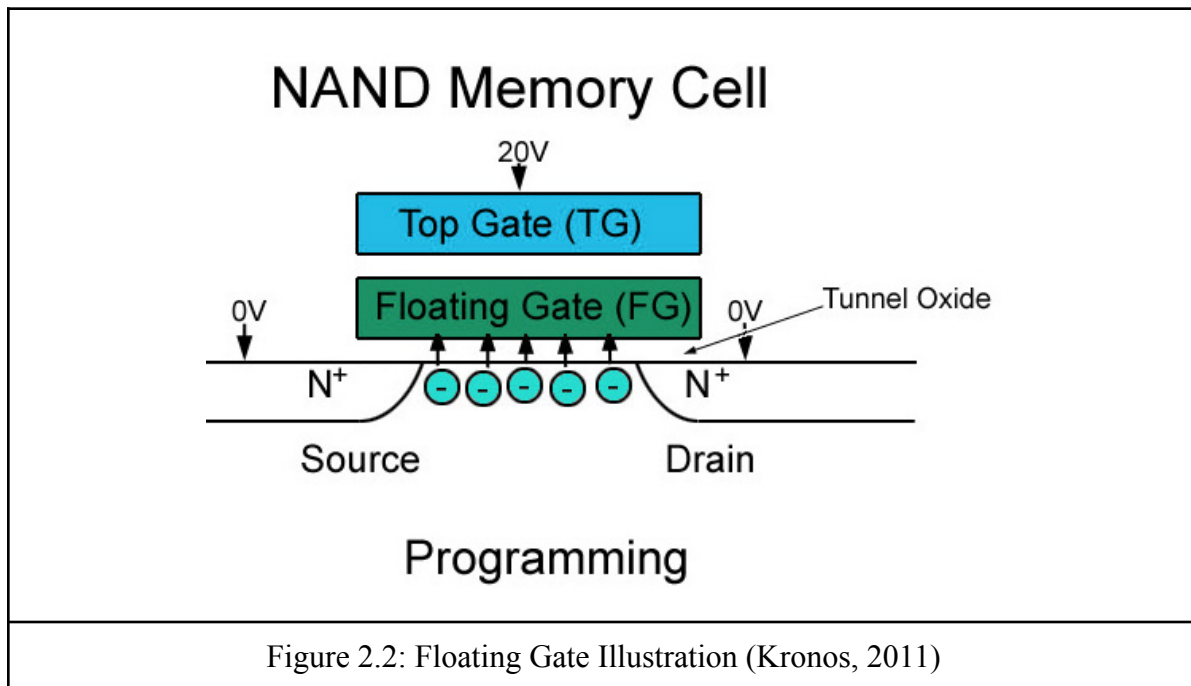 NAND Memory Cell
20V
Top Gate (TG)
Floating Gate (FG)
Tunnel Oxide
0V
0V
N+
N+
- - - - -
Source
Drain
Programming
Figure 2.2: Floating Gate Illustration (Kronos, 2011)